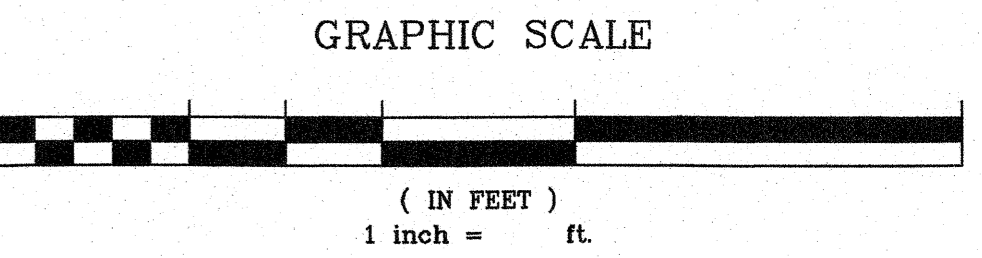 GRAPHIC SCALE
( IN FEET )
1 inch = ft.